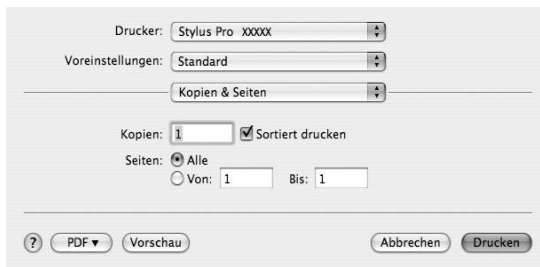 Drucker: Stylus Pro XXXXX
Voreinstellungen: Standard
Kopien & Seiten
Kopien: 1 Sortiert drucken
Seiten: Alle
Von: 1 Bis: 1
? PDF ▼ Vorschau Abbrechen Drucken